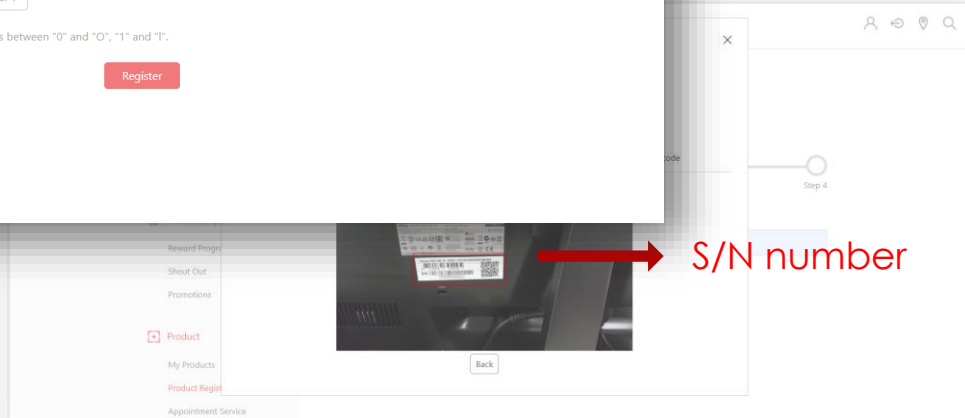 s between "0" and "O", "1" and "l".
Register
code
Step 4
Reward Progr
S/N number
Shout Out
Promotions
Product
My Products
Back
Product Regist
Appointment Service